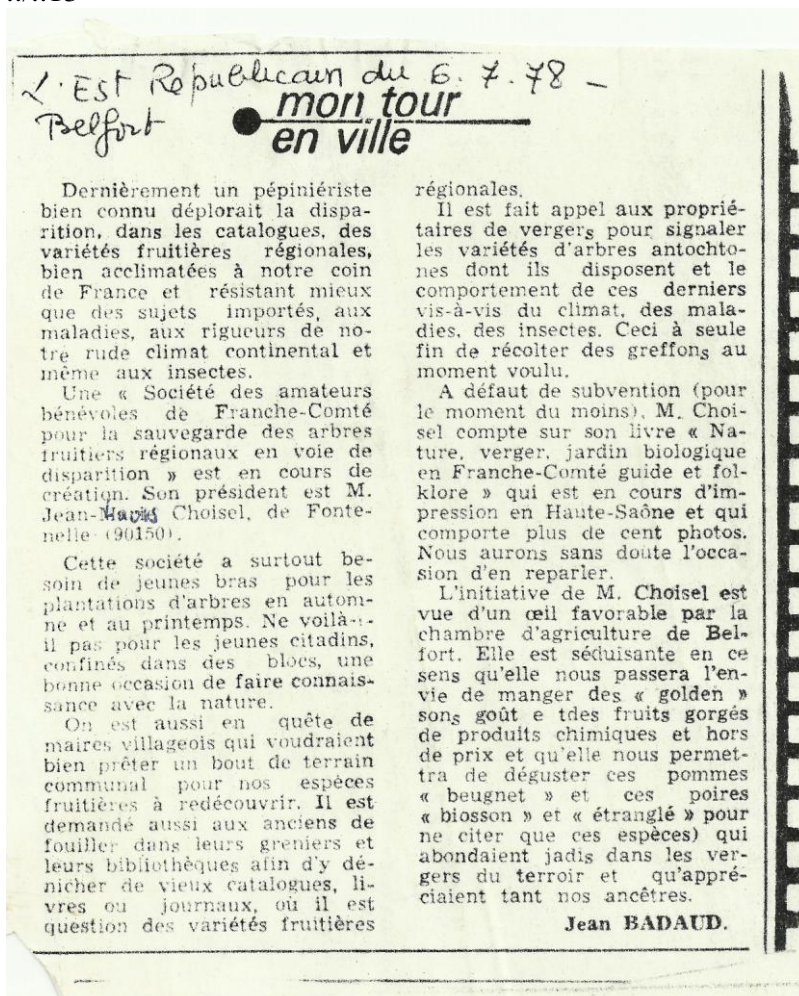 L'Est Républicain du 6.7.78 -
Belfort
mon tour
en ville
Dernièrement un pépiniériste
bien connu déplorait la dispa-
rition, dans les catalogues, des
variétés fruitières régionales,
bien acclimatées à notre coin
de France et résistant mieux
que des sujets importés, aux
maladies, aux rigueurs de no-
tre rude climat continental et
même aux insectes.
Une « Société des amateurs
bénévoles de Franche-Comté
pour la sauvegarde des arbres
fruitiers régionaux en voie de
disparition » est en cours de
création. Son président est M.
Jean- Choisel, de Fonte-
nelle (90150).
Cette société a surtout be-
soin de jeunes bras pour les
plantations d'arbres en autom-
ne et au printemps. Ne voilà-t-
il pas pour les jeunes citadins,
confinés dans des blocs, une
bonne occasion de faire connais-
sance avec la nature.
On est aussi en quête de
maires villageois qui voudraient
bien prêter un bout de terrain
communal pour nos espèces
fruitières à redécouvrir. Il est
demandé aussi aux anciens de
fouiller dans leurs greniers et
leurs bibliothèques afin d'y dé-
nicher de vieux catalogues, li-
vres ou journaux, où il est
question des variétés fruitières
régionales.
Il est fait appel aux proprié-
taires de vergers pour signaler
les variétés d'arbres antochto-
nes dont ils disposent et le
comportement de ces derniers
vis-à-vis du climat, des mala-
dies, des insectes. Ceci à seule
fin de récolter des greffons au
moment voulu.
A défaut de subvention (pour
le moment du moins), M. Choi-
sel compte sur son livre « Na-
ture, verger, jardin biologique
en Franche-Comté guide et fol-
klore » qui est en cours d'im-
pression en Haute-Saône et qui
comporte plus de cent photos.
Nous aurons sans doute l'occa-
sion d'en reparler.
L'initiative de M. Choisel est
vue d'un œil favorable par la
chambre d'agriculture de Bel-
fort. Elle est séduisante en ce
sens qu'elle nous passera l'en-
vie de manger des « golden »
sons goût e tdes fruits gorgés
de produits chimiques et hors
de prix et qu'elle nous permet-
tra de déguster ces pommes
« beugnet » et ces poires
« biosson » et « étranglé » pour
ne citer que ces espèces) qui
abondaient jadis dans les ver-
gers du terroir et qu'appré-
ciaient tant nos ancêtres.
Jean BADAUD.